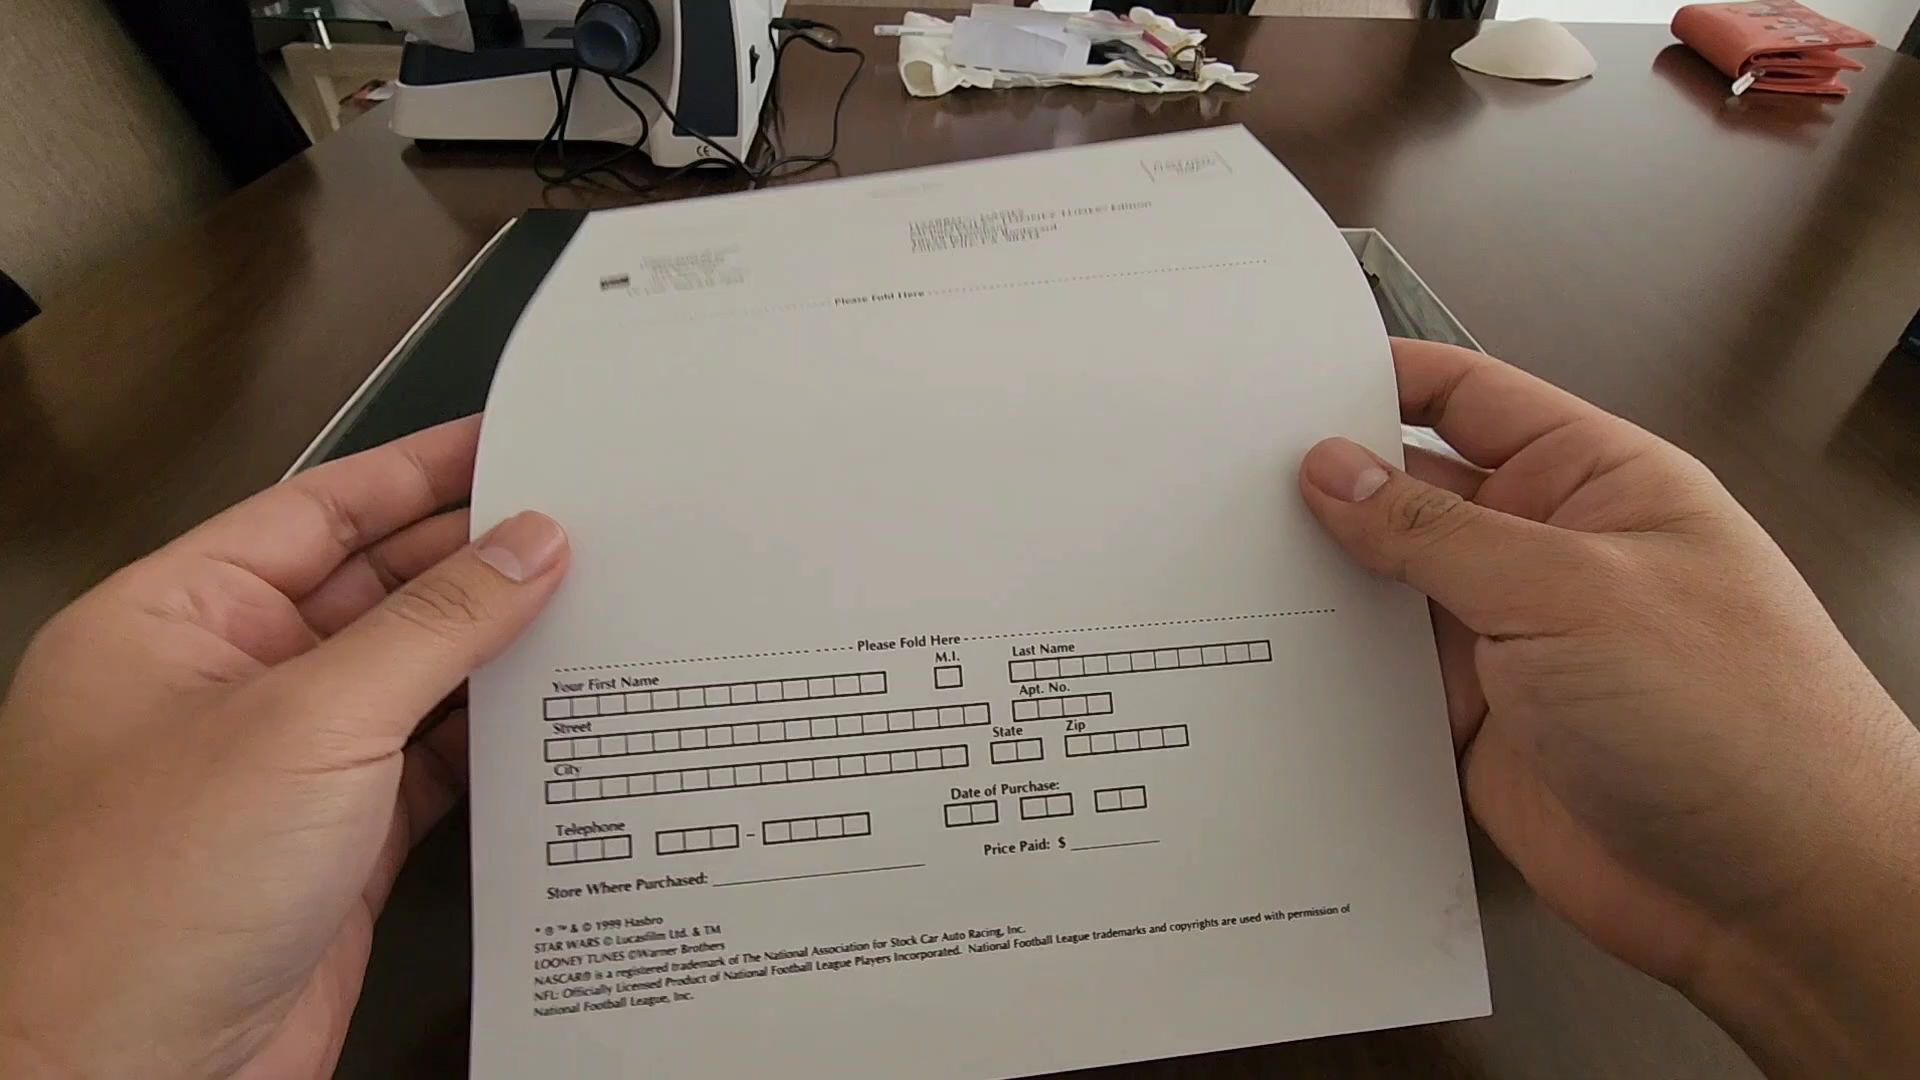 LOONEY TUNES Edition
Please Fold Here
Please Fold Here
Your First Name M.I. Last Name
Street Apt. No.
City State Zip
Telephone Date of Purchase:
-
Store Where Purchased: Price Paid: $
* ® ™ & © 1999 Hasbro
STAR WARS © Lucasfilm Ltd. & TM
LOONEY TUNES ©Warner Brothers
NASCAR® is a registered trademark of The National Association for Stock Car Auto Racing, Inc.
NFL: Officially Licensed Product of National Football League Players Incorporated. National Football League trademarks and copyrights are used with permission of
National Football League, Inc.
CE